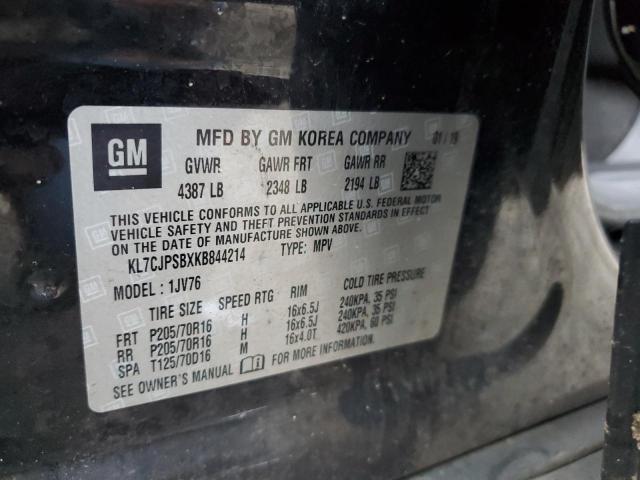 GM
MFD BY GM KOREA COMPANY 01/19
GVWR GAWR FRT GAWR RR
4387 LB 2348 LB 2194 LB
THIS VEHICLE CONFORMS TO ALL APPLICABLE U.S. FEDERAL MOTOR
VEHICLE SAFETY AND THEFT PREVENTION STANDARDS IN EFFECT
ON THE DATE OF MANUFACTURE SHOWN ABOVE.
KL7CJPSBXKB844214 TYPE: MPV
MODEL: 1JV76
TIRE SIZE SPEED RTG RIM COLD TIRE PRESSURE
FRT P205/70R16 H 16x6.5J 240KPA, 35 PSI
RR P205/70R16 H 16x6.5J 240KPA, 35 PSI
SPA T125/70D16 M 16x4.0T 420KPA, 60 PSI
SEE OWNER'S MANUAL FOR MORE INFORMATION.